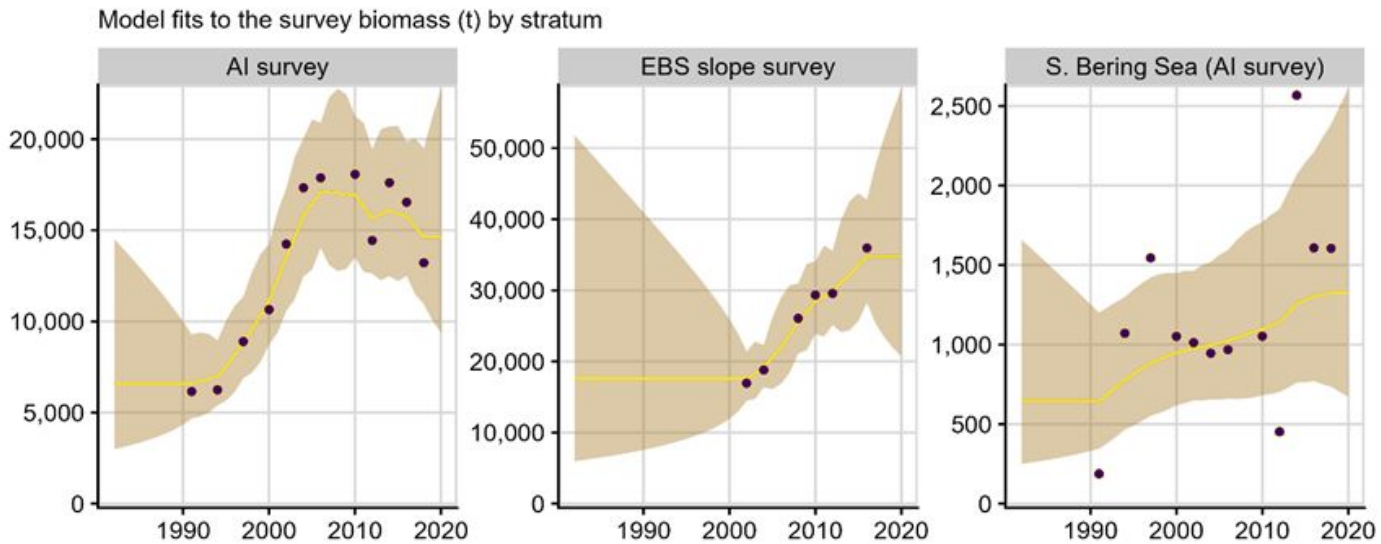 Model fits to the survey biomass (t) by stratum
AI survey
EBS slope survey
S. Bering Sea (AI survey)
20,000
15,000
10,000
5,000
0
1990 2000 2010 2020
50,000
40,000
30,000
20,000
10,000
0
1990 2000 2010 2020
2,500
2,000
1,500
1,000
500
0
1990 2000 2010 2020